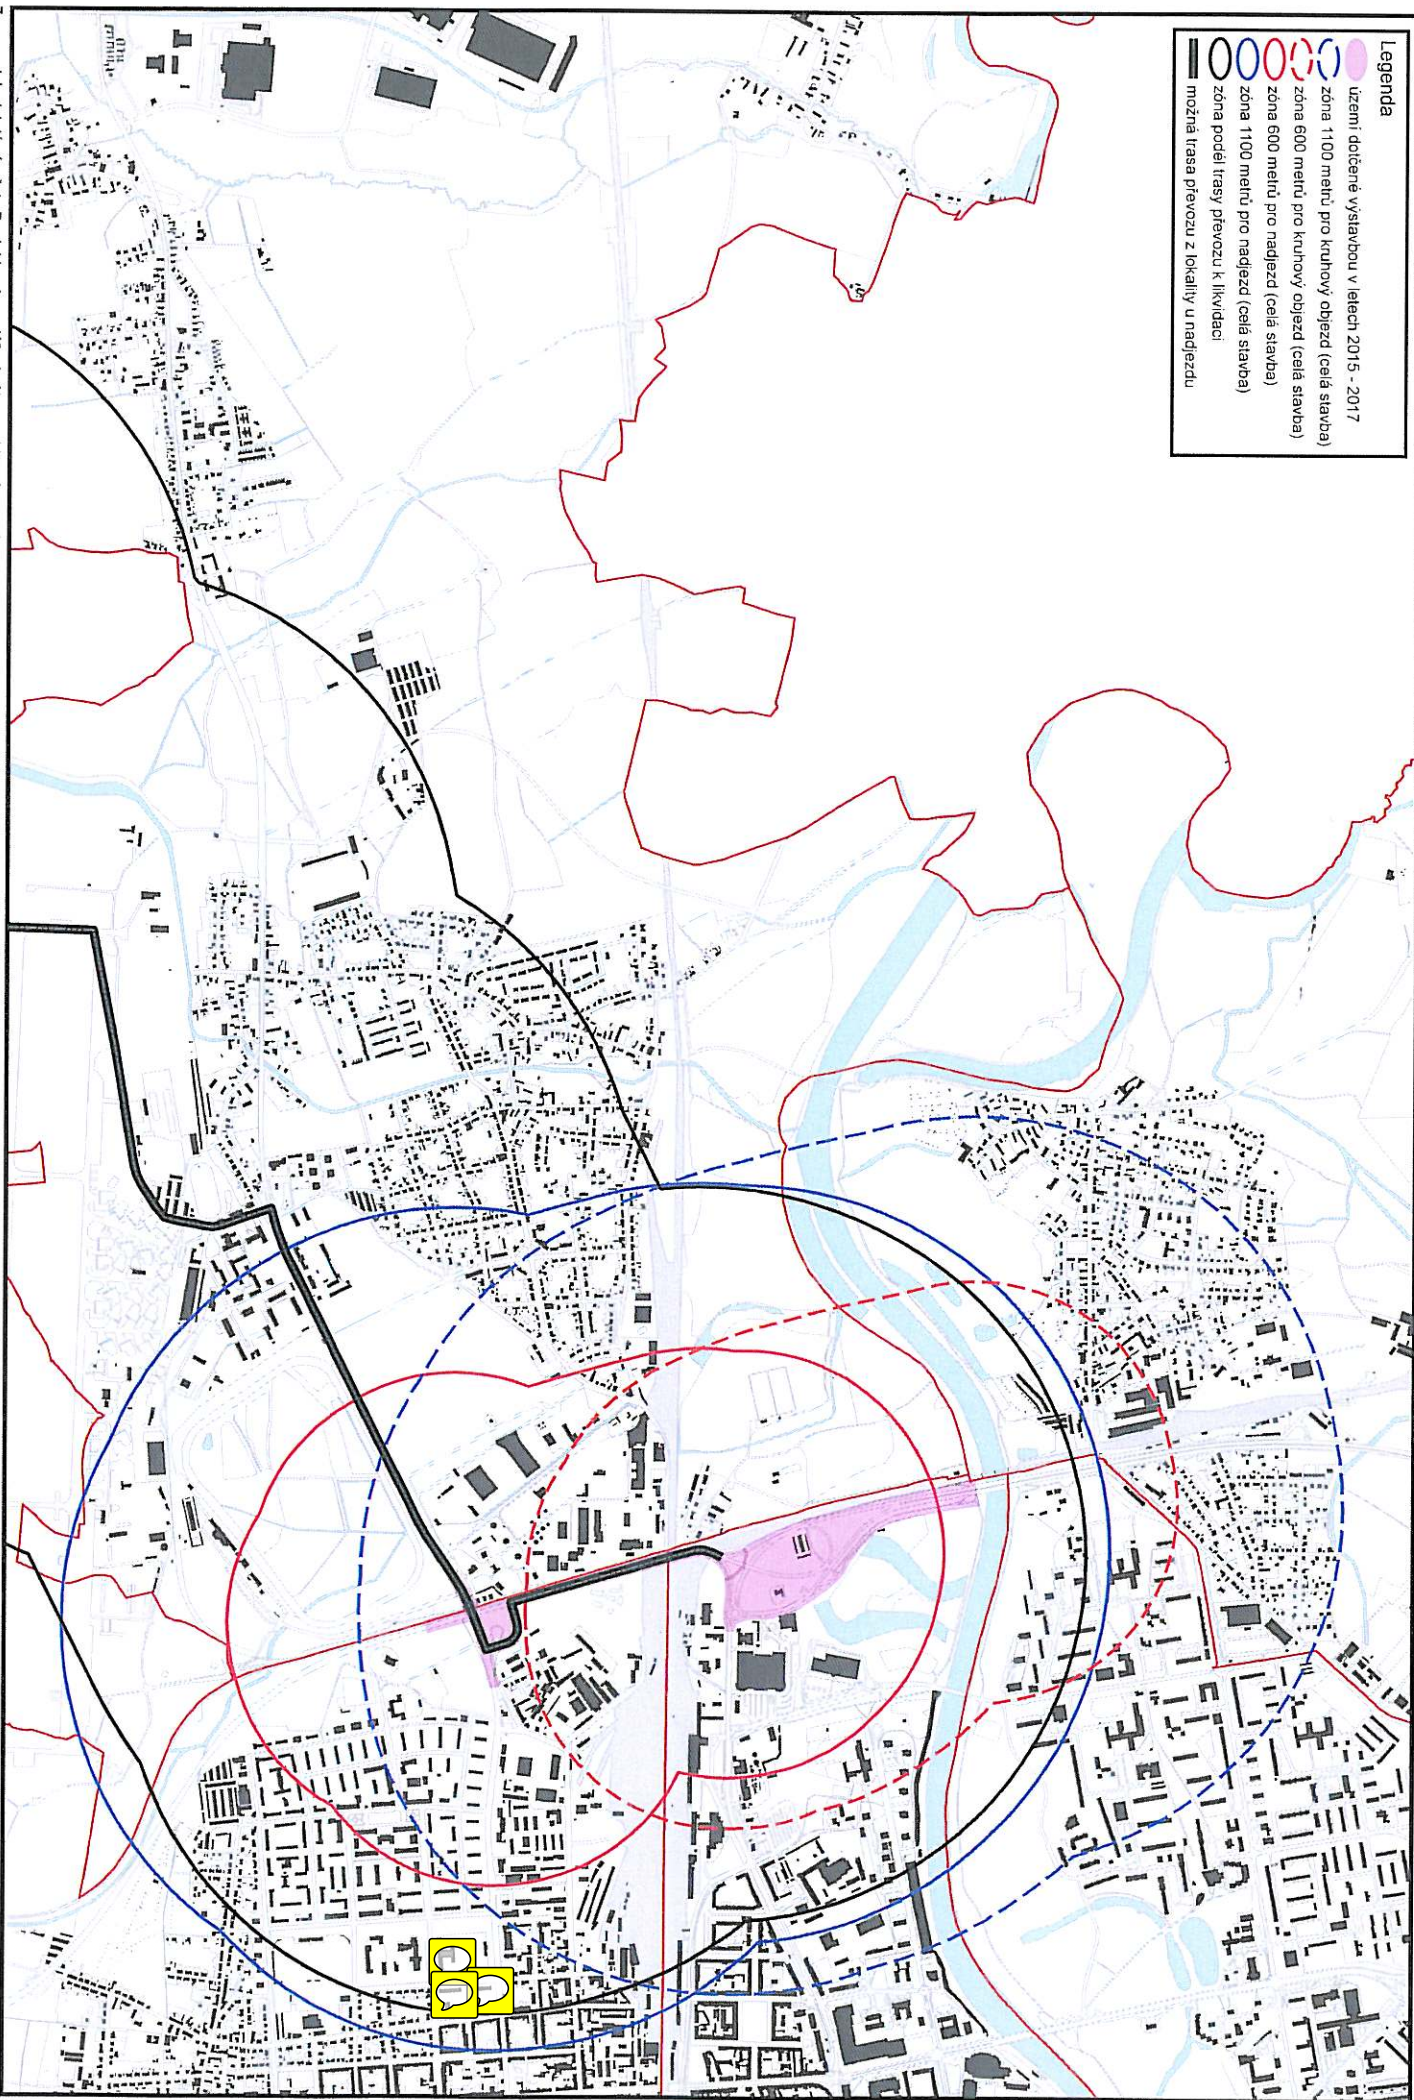 Legenda
území dotčené výstavbou v letech 2015 - 2017
zóna 1100 metrů pro kruhový objezd (celá stavba)
zóna 600 metrů pro kruhový objezd (celá stavba)
zóna 600 metrů pro nadjezd (celá stavba)
zóna 1100 metrů pro nadjezd (celá stavba)
zóna podél trasy převozu k likvidaci
možná trasa převozu z lokality u nadjezdu